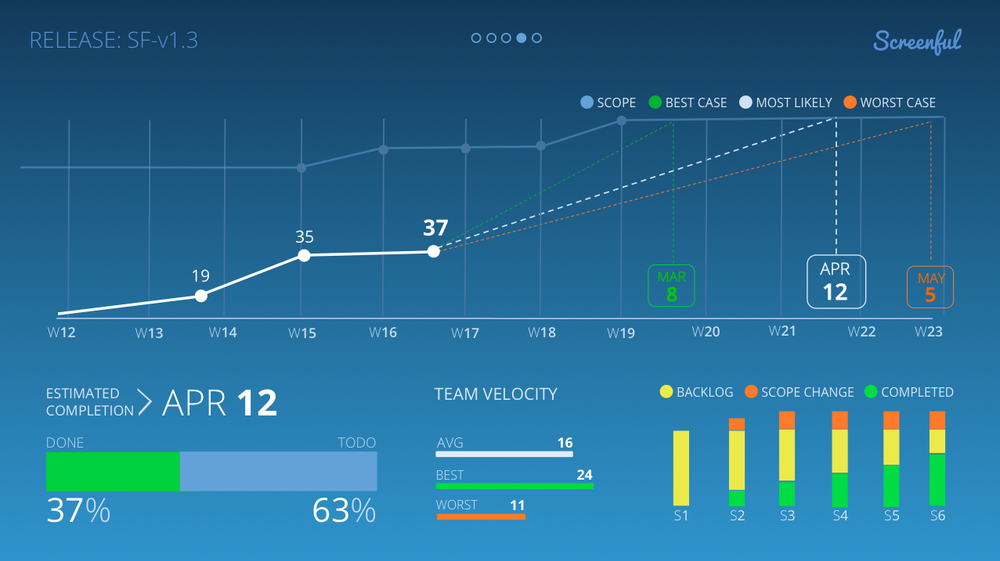 RELEASE: SF-v1.3
Screenful
SCOPE BEST CASE MOST LIKELY WORST CASE
19
35
37
MAR
8
APR
12
MAY
5
W12 W13 W14 W15 W16 W17 W18 W19 W20 W21 W22 W23
ESTIMATED
COMPLETION
APR 12
DONE TODO
37% 63%
TEAM VELOCITY
AVG 16
BEST 24
WORST 11
BACKLOG SCOPE CHANGE COMPLETED
S1 S2 S3 S4 S5 S6